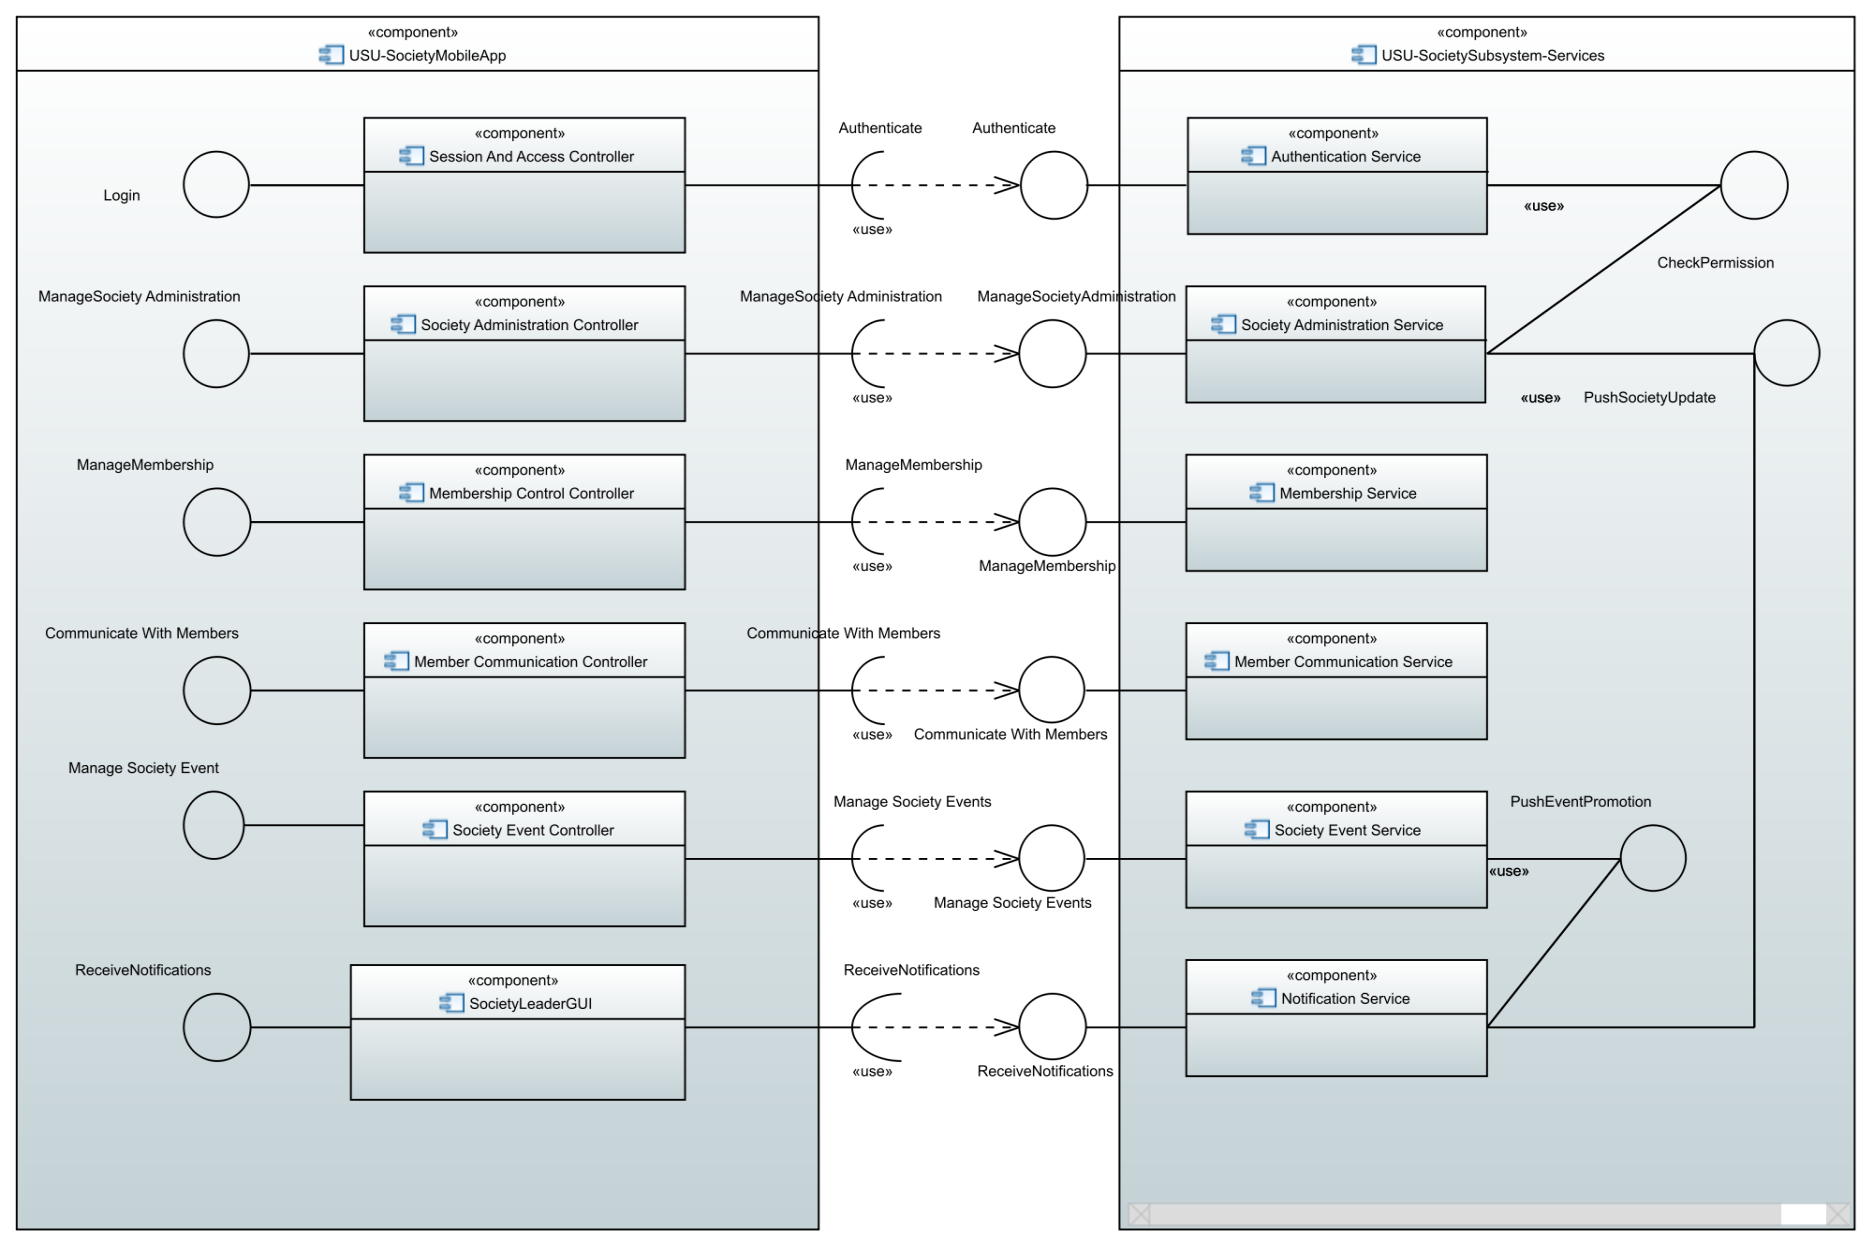 «component»
USU-SocietyMobileApp
«component»
USU-SocietySubsystem-Services
Login
«component»
Session And Access Controller
Authenticate
«use»
Authenticate
«component»
Authentication Service
«use»
CheckPermission
ManageSociety Administration
«component»
Society Administration Controller
ManageSociety Administration
«use»
ManageSocietyAdministration
«component»
Society Administration Service
«use»
PushSocietyUpdate
ManageMembership
«component»
Membership Control Controller
ManageMembership
«use»
ManageMembership
«component»
Membership Service
Communicate With Members
«component»
Member Communication Controller
Communicate With Members
«use»
Communicate With Members
«component»
Member Communication Service
Manage Society Event
«component»
Society Event Controller
Manage Society Events
«use»
Manage Society Events
«component»
Society Event Service
«use»
PushEventPromotion
ReceiveNotifications
«component»
SocietyLeaderGUI
ReceiveNotifications
«use»
ReceiveNotifications
«component»
Notification Service